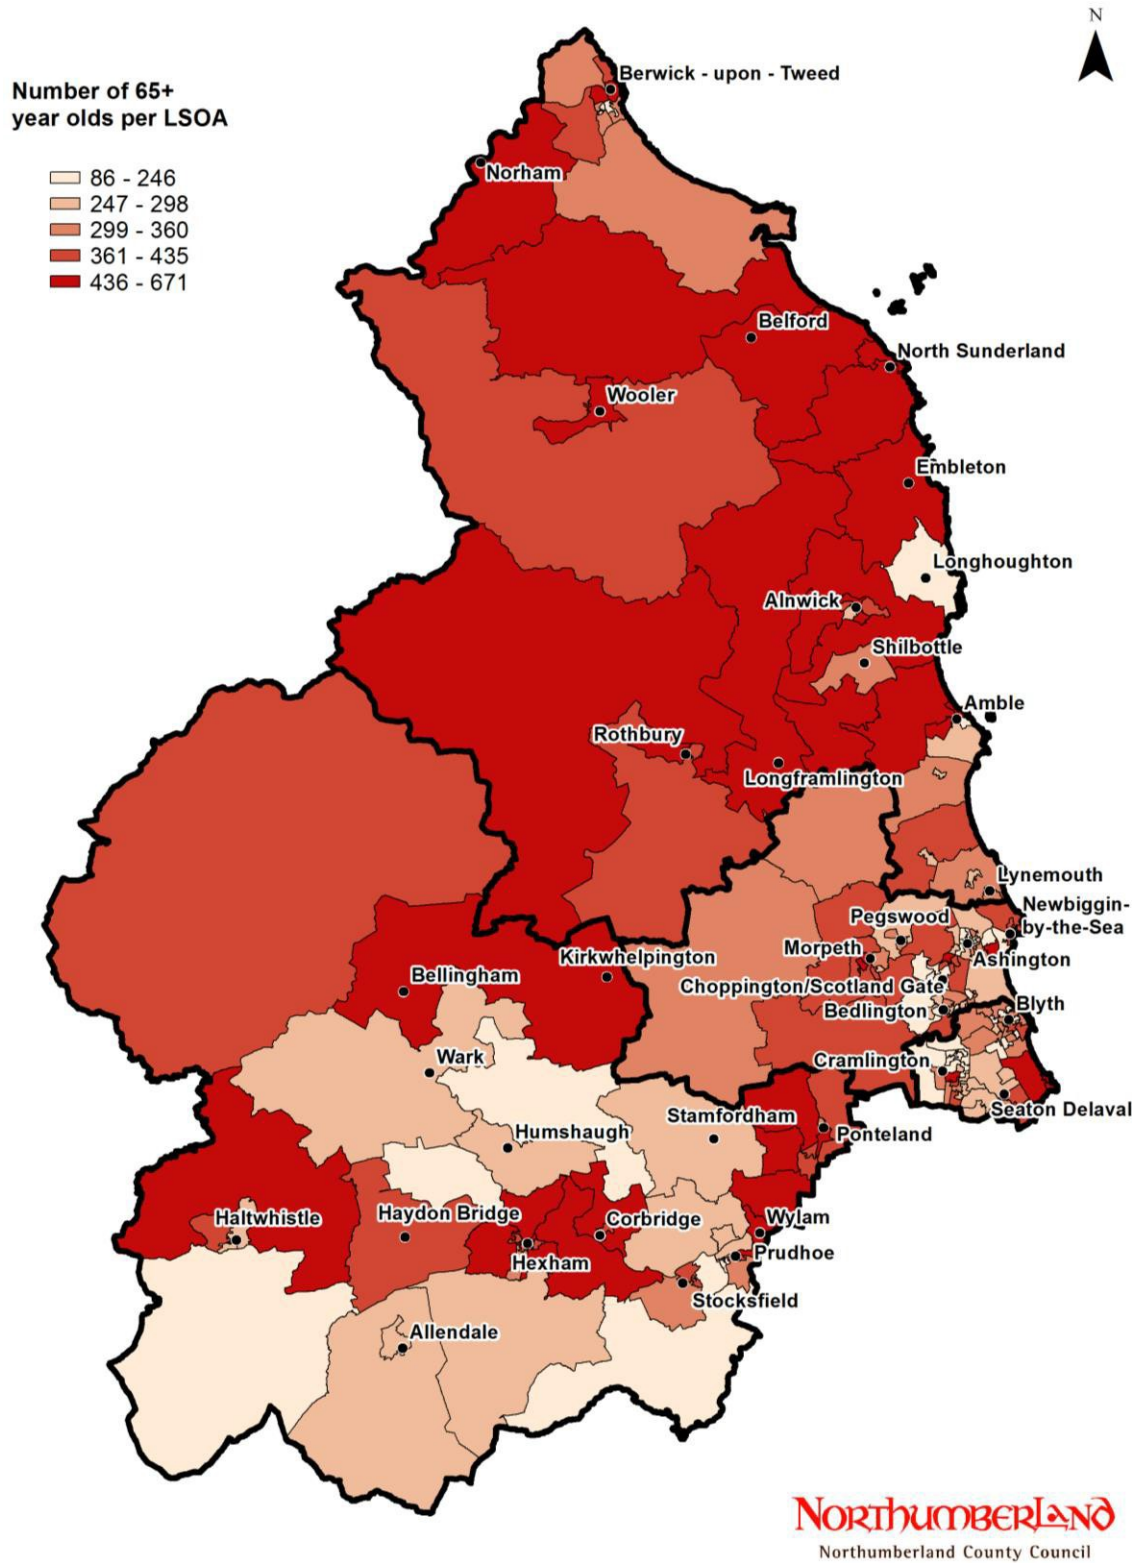 N
Number of 65+
year olds per LSOA
86 - 246
247 - 298
299 - 360
361 - 435
436 - 671
Berwick - upon - Tweed
Norham
Belford
North Sunderland
Wooler
Embleton
Longhoughton
Alnwick
Shilbottle
Amble
Rothbury
Longframlington
Lynemouth
Newbiggin-
by-the-Sea
Pegswood
Morpeth
Ashington
Kirkwhelpington
Bellingham
Choppington/Scotland Gate
Bedlington
Blyth
Wark
Cramlington
Seaton Delaval
Stamfordham
Humshaugh
Ponteland
Haltwhistle
Haydon Bridge
Corbridge
Wylam
Hexham
Prudhoe
Stocksfield
Allendale
NORTHUMBERLAND
Northumberland County Council